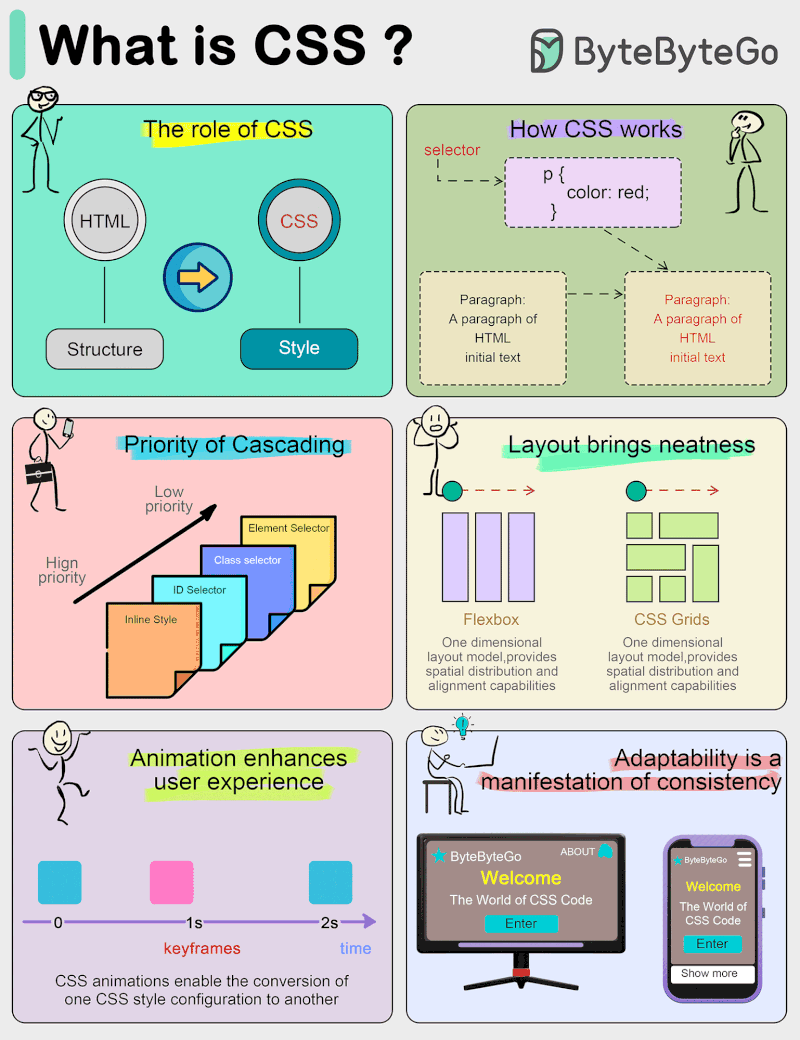 What is CSS ?
ByteByteGo
The role of CSS
HTML
CSS
Structure
Style
How CSS works
selector
p {
color: red;
}
Paragraph:
A paragraph of
HTML
initial text
Paragraph:
A paragraph of
HTML
initial text
Priority of Cascading
Low
priority
Hign
priority
Element Selector
Class selector
ID Selector
Inline Style
Layout brings neatness
Flexbox
One dimensional
layout model,provides
spatial distribution and
alignment capabilities
CSS Grids
One dimensional
layout model,provides
spatial distribution and
alignment capabilities
Animation enhances
user experience
0
1s
2s
keyframes
time
CSS animations enable the conversion of
one CSS style configuration to another
Adaptability is a
manifestation of consistency
ByteByteGo
ABOUT
Welcome
The World of CSS Code
Enter
ByteByteGo
Welcome
The World of
CSS Code
Enter
Show more